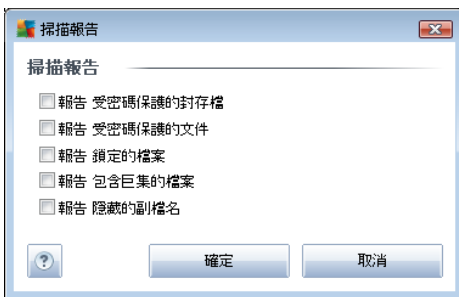 掃描報告
掃描報告
報告 受密碼保護的封存檔
報告 受密碼保護的文件
報告 鎖定的檔案
報告 包含巨集的檔案
報告 隱藏的副檔名
?
確定
取消